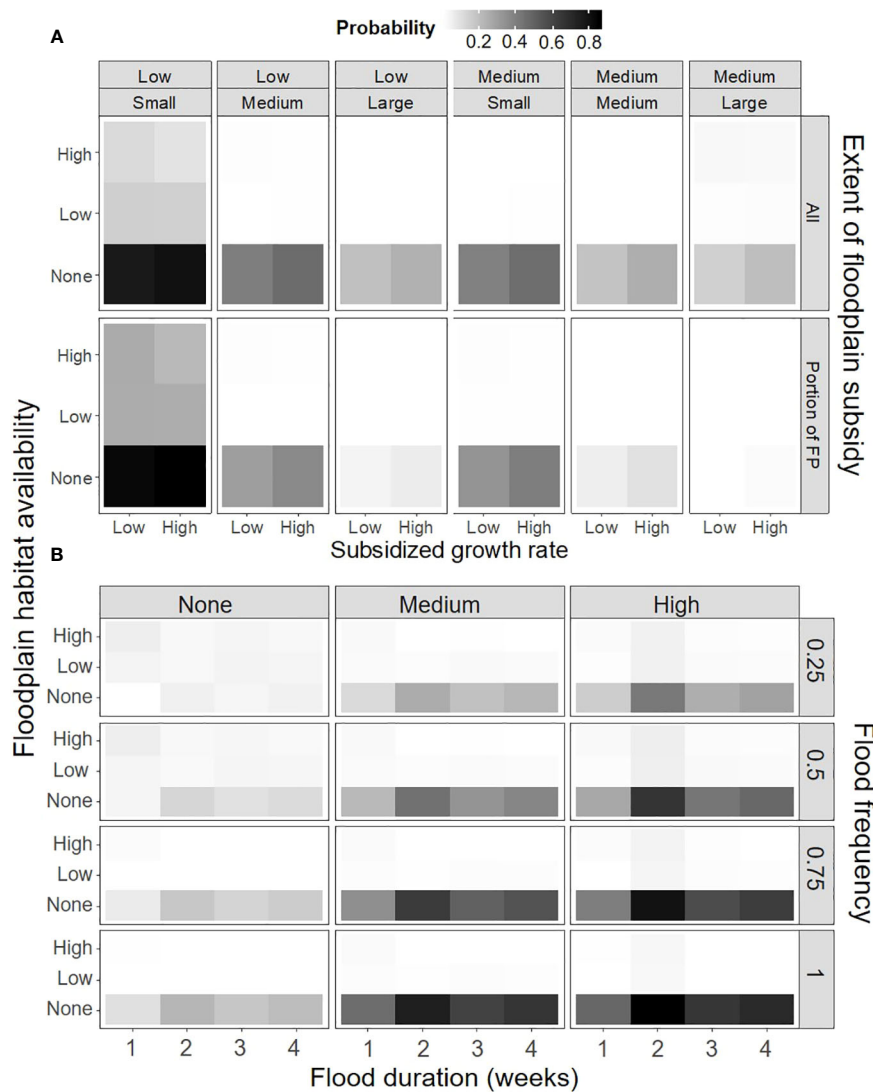 A
Probability
0.2 0.4 0.6 0.8
Low Low Low Medium Medium Medium
Small Medium Large Small Medium Large
High
Low
None
All
High
Low
None
Portion of FP
Extent of floodplain subsidy
Low High Low High Low High Low High Low High Low High
Subsidized growth rate
Floodplain habitat availability
B
None Medium High
High
Low
None
0.25
High
Low
None
0.5
High
Low
None
0.75
High
Low
None
1
Flood frequency
1 2 3 4 1 2 3 4 1 2 3 4
Flood duration (weeks)